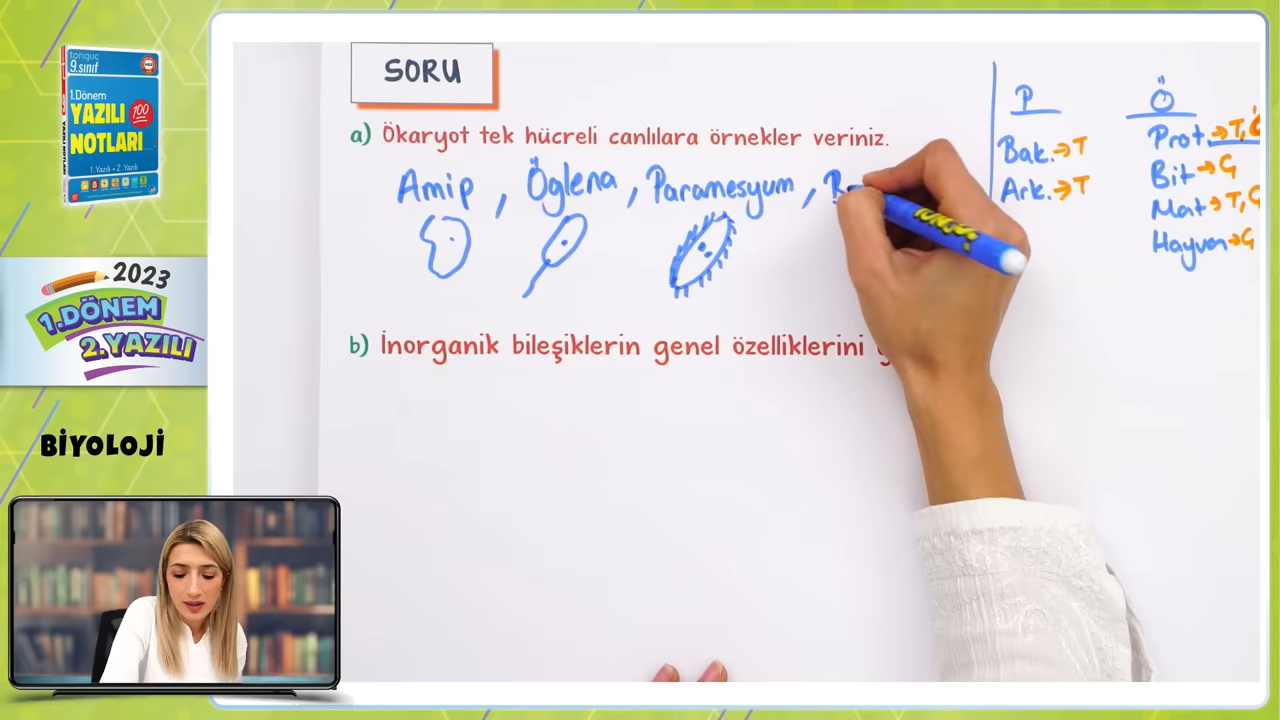 tonguç
9.sınıf
1.Dönem
YAZILI
100
NOTLARI
1. Yazılı • 2. Yazılı
2023
1.DÖNEM
2.YAZILI
BİYOLOJİ
SORU
a) Ökaryot tek hücreli canlılara örnekler veriniz.
Amip, Öglena, Paramesyum,
b) İnorganik bileşiklerin genel özelliklerini
P
Bak.→T
Ark.→T
Ö
Prot.→T,
Bit→G
Mat→T,G
Hayvan→G